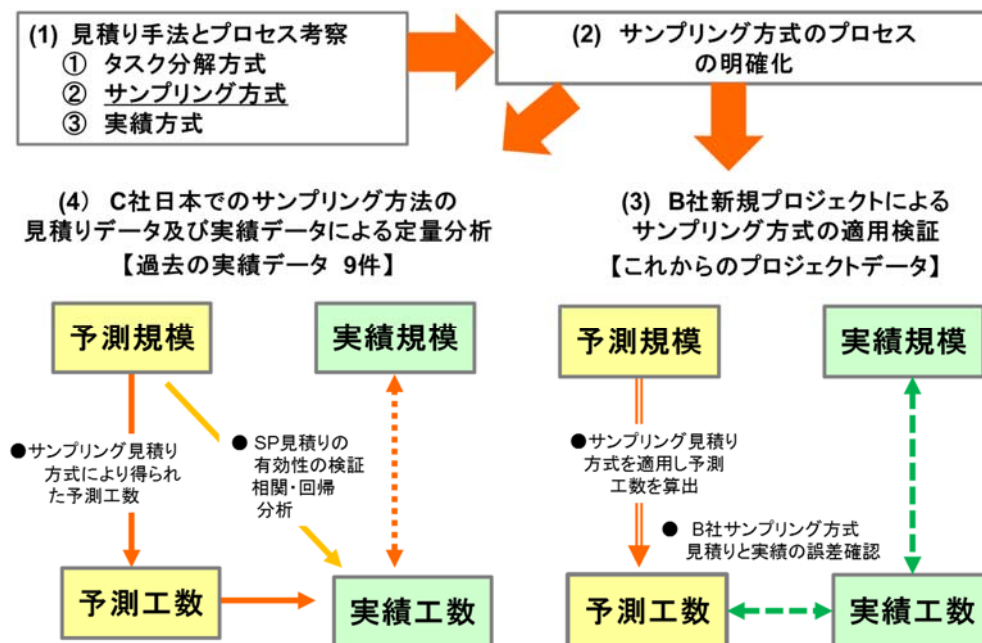 (1) 見積り手法とプロセス考察
① タスク分解方式
② サンプリング方式
③ 実績方式
(2) サンプリング方式のプロセス
の明確化
(4) C社日本でのサンプリング方法の
見積りデータ及び実績データによる定量分析
【過去の実績データ 9件】
予測規模
実績規模
●サンプリング見積り
方式により得られ
た予測工数
● SP見積りの
有効性の検証
相関・回帰
分析
予測工数
実績工数
(3) B社新規プロジェクトによる
サンプリング方式の適用検証
【これからのプロジェクトデータ】
予測規模
実績規模
●サンプリング見積り
方式を適用し予測
工数を算出
● B社サンプリング方式
見積りと実績の誤差確認
予測工数
実績工数